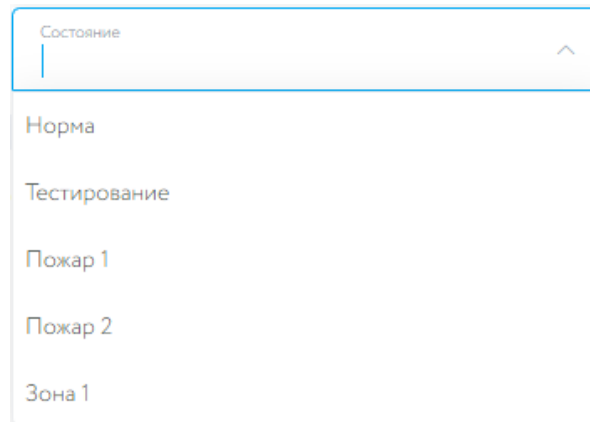 Состояние
Норма
Тестирование
Пожар 1
Пожар 2
Зона 1